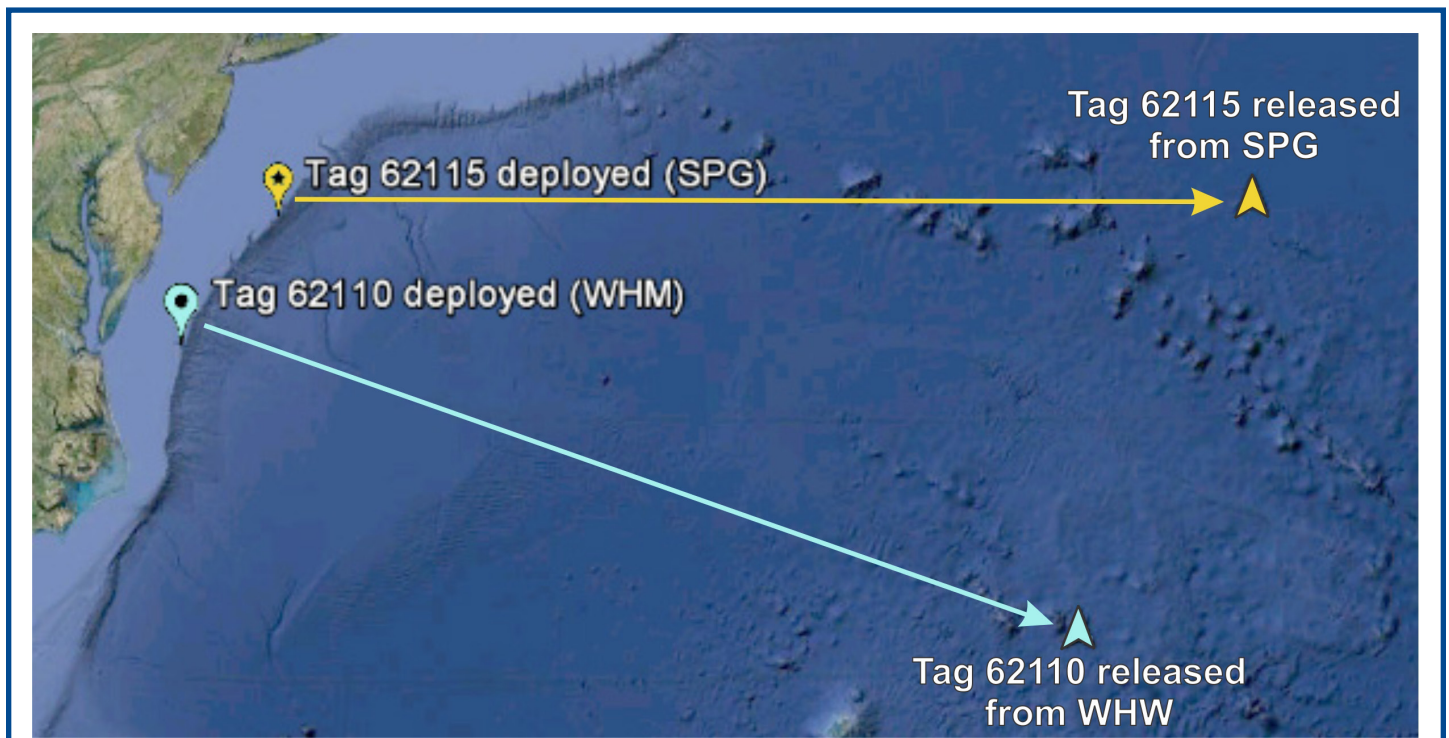 Tag 62115 released
from SPG
Tag 62115 deployed (SPG)
Tag 62110 deployed (WHM)
Tag 62110 released
from WHW